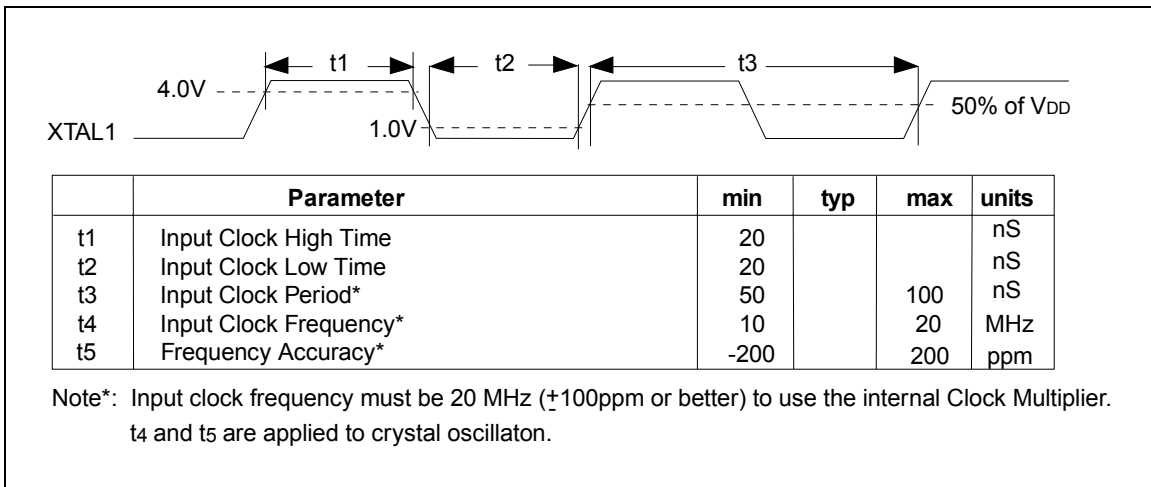 t1 t2 t3
4.0V
50% of VDD
1.0V
XTAL1
Parameter min typ max units
t1 Input Clock High Time 20 nS
t2 Input Clock Low Time 20 nS
t3 Input Clock Period* 50 100 nS
t4 Input Clock Frequency* 10 20 MHz
t5 Frequency Accuracy* -200 200 ppm
Note*: Input clock frequency must be 20 MHz (±100ppm or better) to use the internal Clock Multiplier.
t4 and t5 are applied to crystal oscillaton.